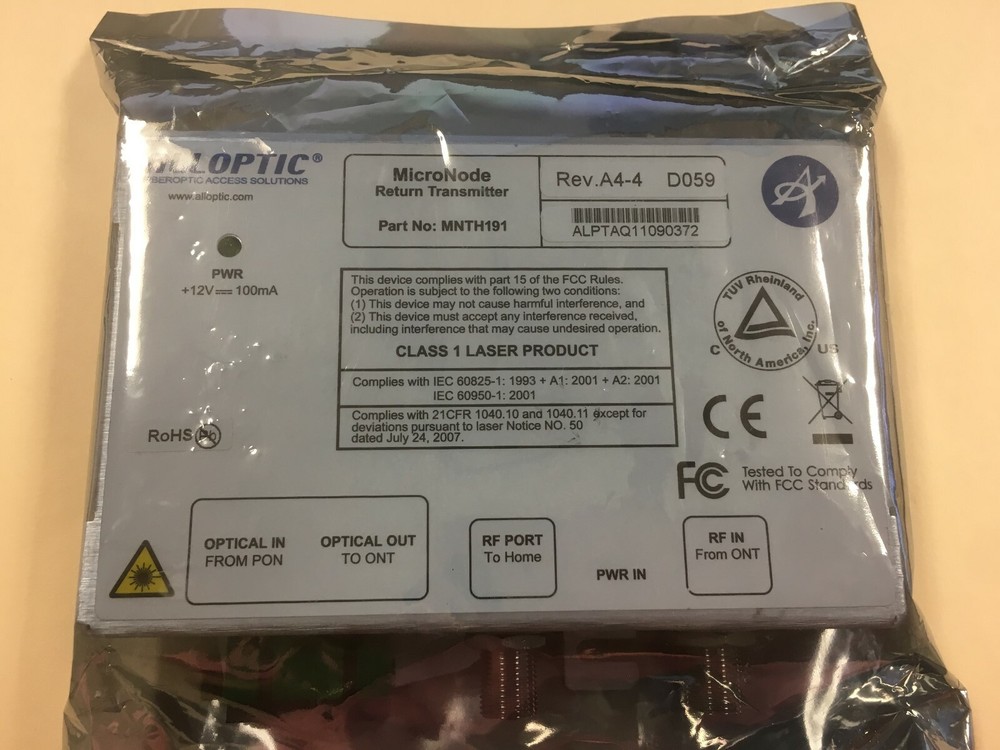 ALLOPTIC®
FIBEROPTIC ACCESS SOLUTIONS
www.alloptic.com
MicroNode
Return Transmitter
Part No: MNTH191
Rev.A4-4 D059
ALPTAQ11090372
PWR
+12V⎓100mA
This device complies with part 15 of the FCC Rules.
Operation is subject to the following two conditions:
(1) This device may not cause harmful interference, and
(2) This device must accept any interference received,
including interference that may cause undesired operation.
CLASS 1 LASER PRODUCT
Complies with IEC 60825-1: 1993 + A1: 2001 + A2: 2001
IEC 60950-1: 2001
Complies with 21CFR 1040.10 and 1040.11 except for
deviations pursuant to laser Notice NO. 50
dated July 24, 2007.
TUV Rheinland
of North America, Inc.
C US
CE
RoHS Pb
FC Tested To Comply
With FCC Standards
OPTICAL IN
FROM PON
OPTICAL OUT
TO ONT
RF PORT
To Home
PWR IN
RF IN
From ONT